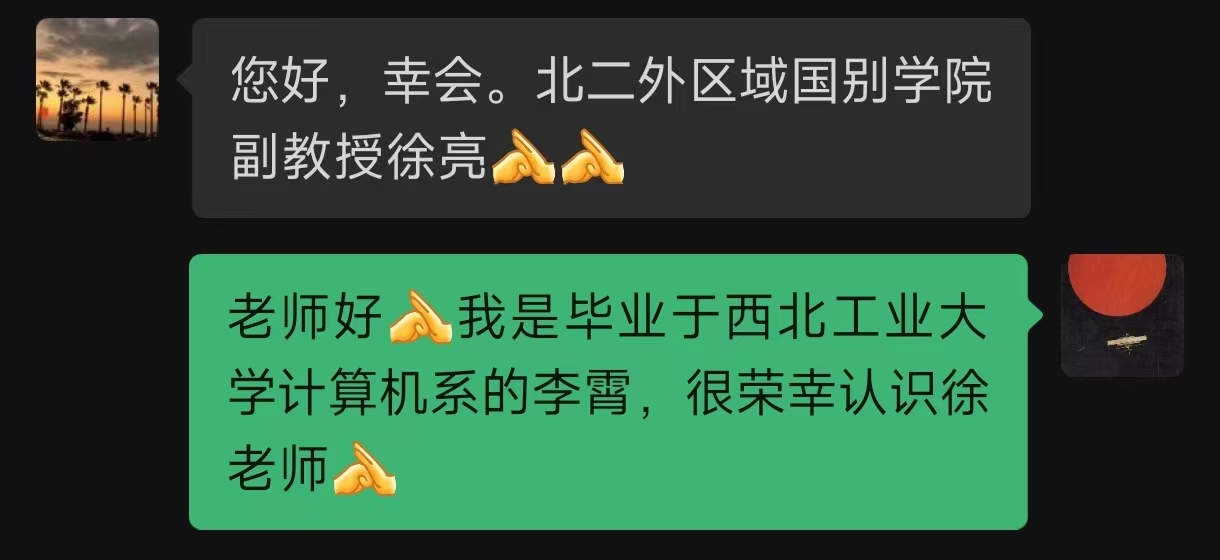 您好，幸会。北二外区域国别学院
副教授徐亮🫱🫱
老师好🫱我是毕业于西北工业大
学计算机系的李霄，很荣幸认识徐
老师🫱